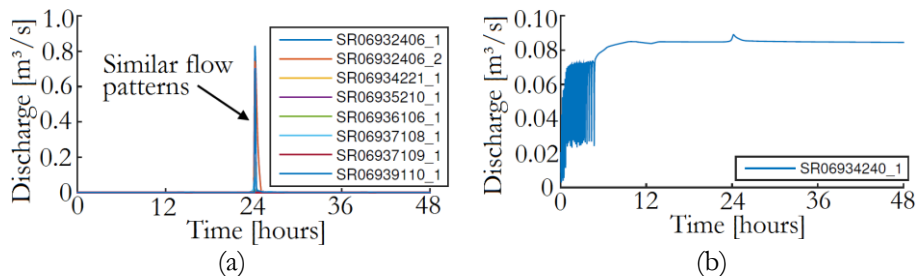 Discharge [m³/s]
1.0
0.8
0.6
0.4
0.2
0
0 12 24 36 48
Time [hours]
Similar flow
patterns
SR06932406_1
SR06932406_2
SR06934221_1
SR06935210_1
SR06936106_1
SR06937108_1
SR06937109_1
SR06939110_1
(a)
Discharge [m³/s]
0.10
0.08
0.06
0.04
0.02
0.00
0 12 24 36 48
Time [hours]
SR06934240_1
(b)